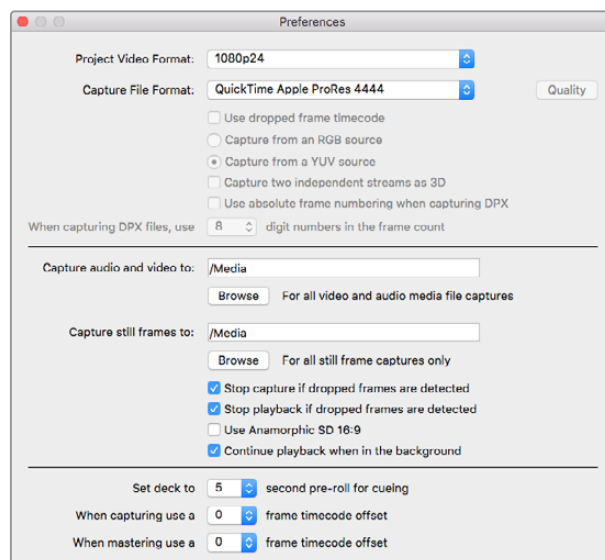 Preferences
Project Video Format: 1080p24
Capture File Format: QuickTime Apple ProRes 4444 Quality
Use dropped frame timecode
Capture from an RGB source
Capture from a YUV source
Capture two independent streams as 3D
Use absolute frame numbering when capturing DPX
When capturing DPX files, use 8 digit numbers in the frame count
Capture audio and video to: /Media
Browse For all video and audio media file captures
Capture still frames to: /Media
Browse For all still frame captures only
Stop capture if dropped frames are detected
Stop playback if dropped frames are detected
Use Anamorphic SD 16:9
Continue playback when in the background
Set deck to 5 second pre-roll for cueing
When capturing use a 0 frame timecode offset
When mastering use a 0 frame timecode offset